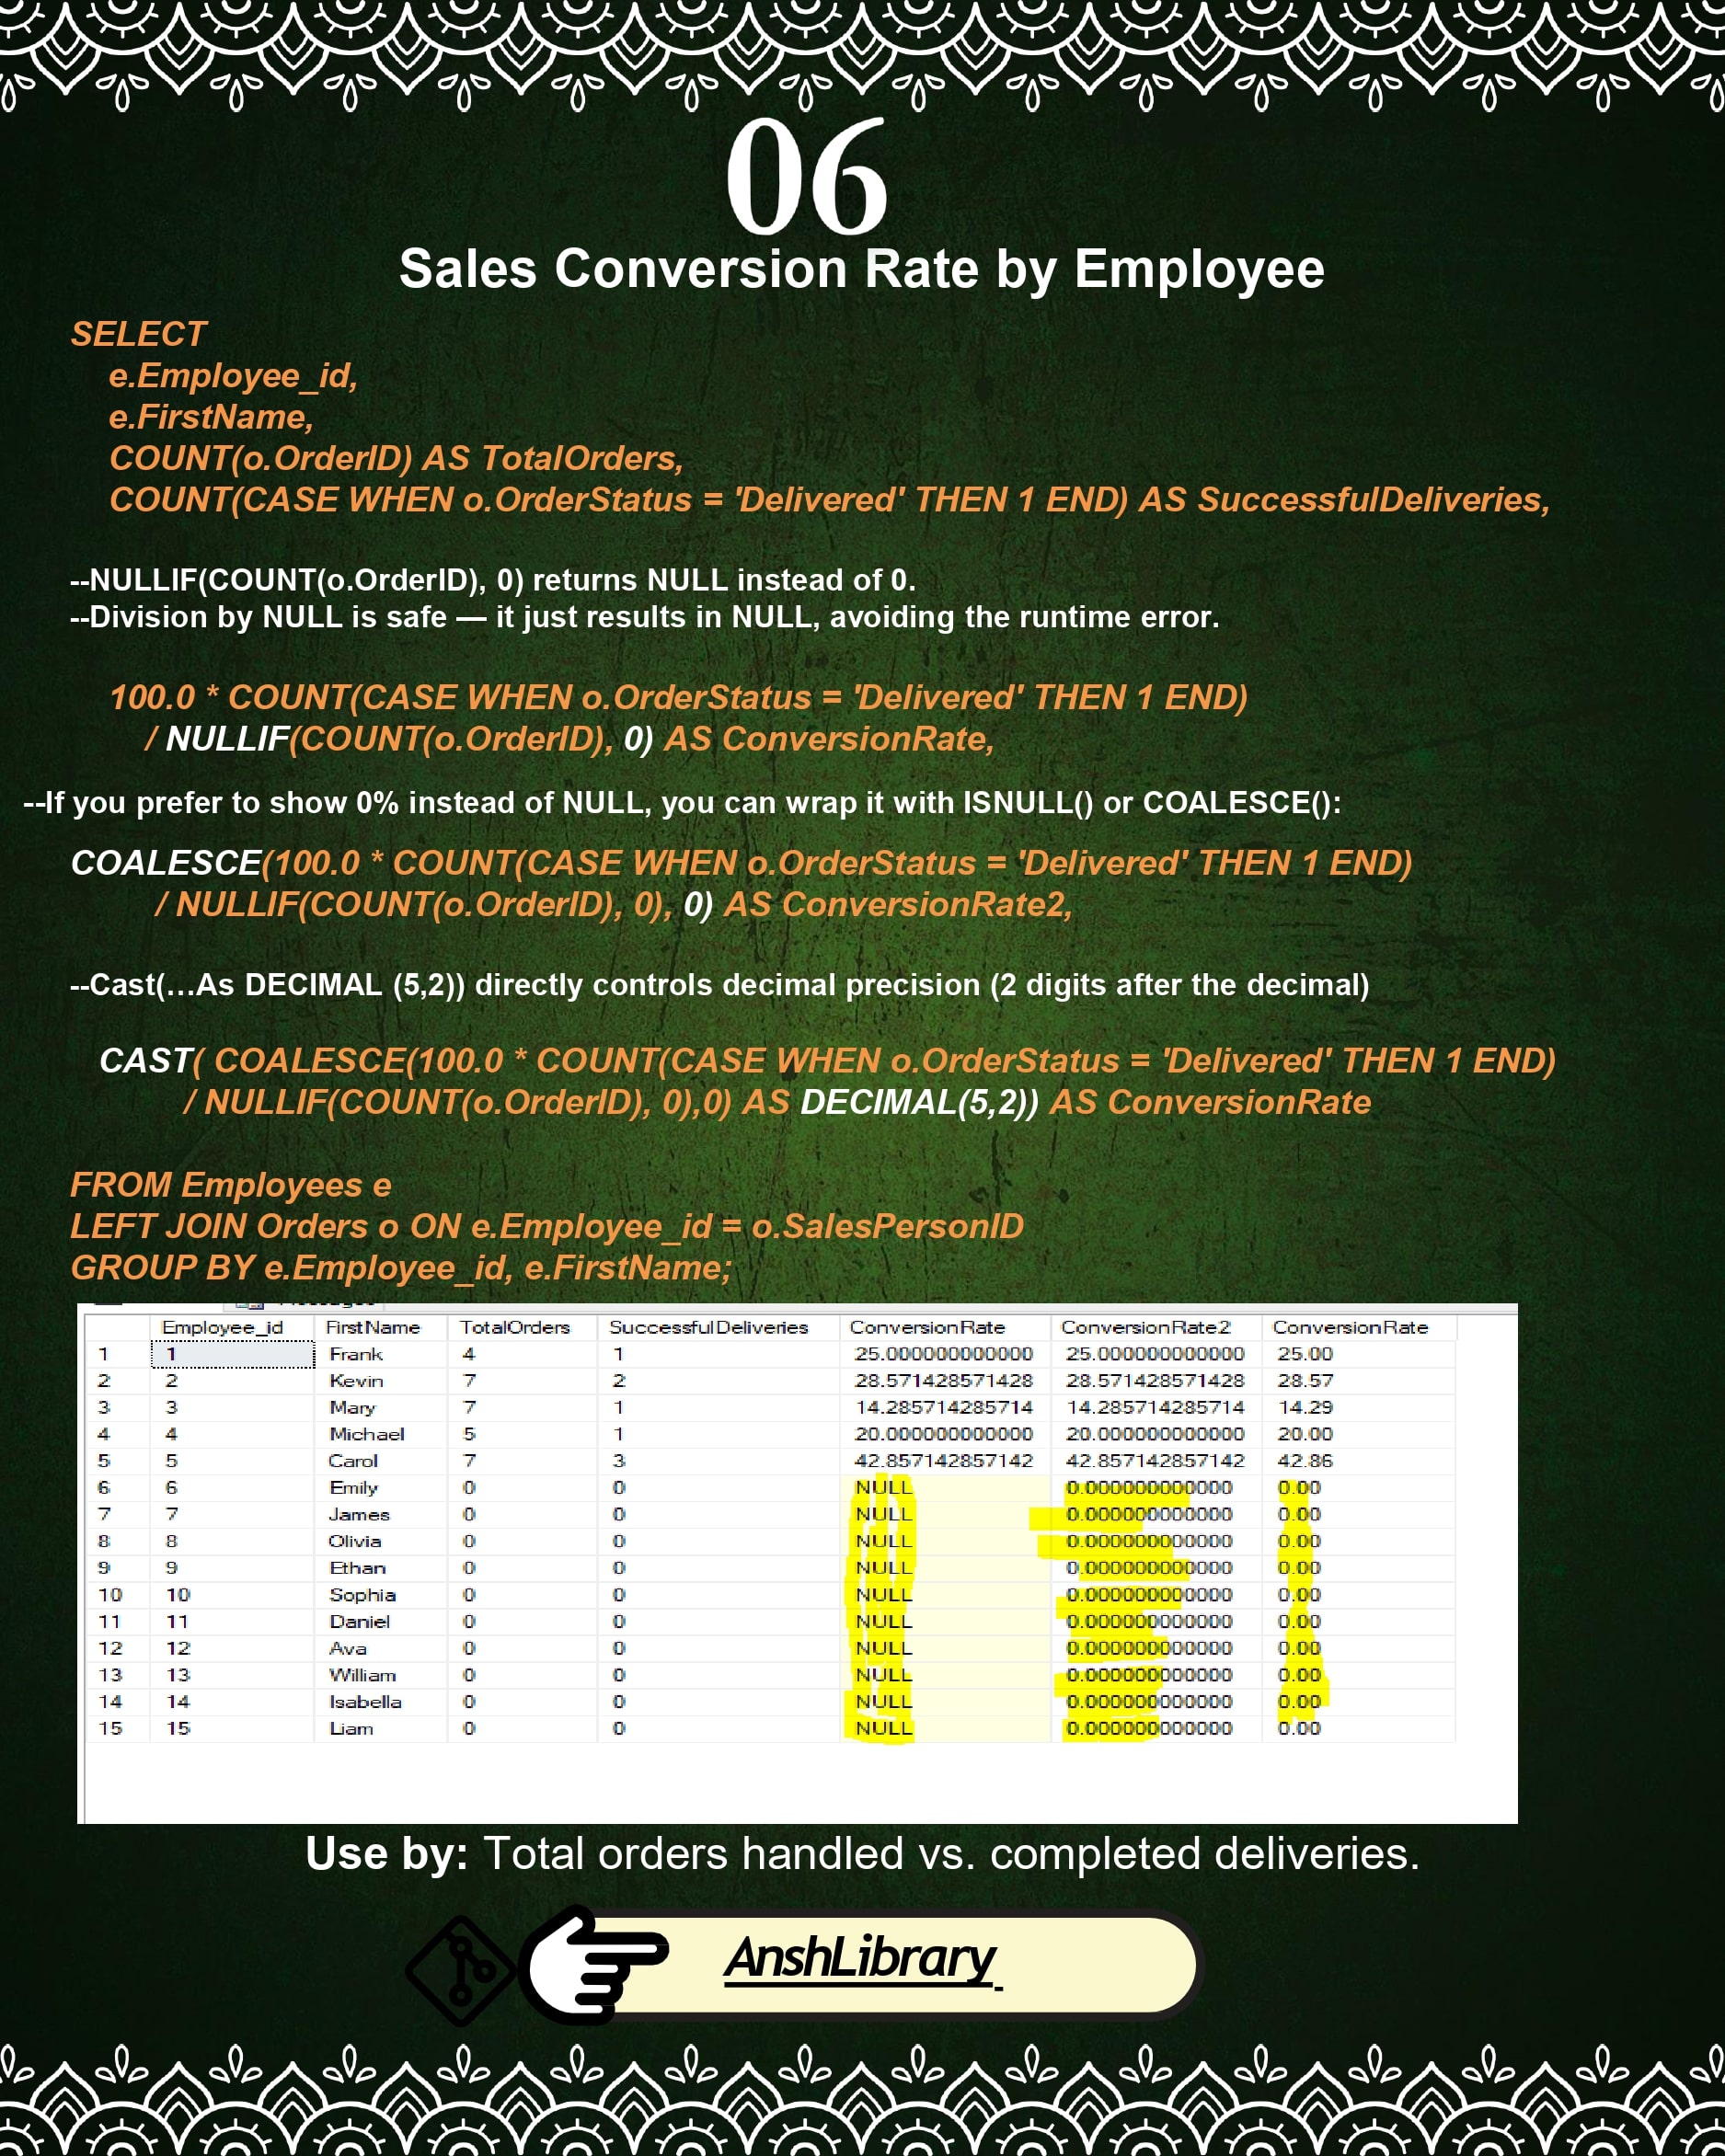 06
Sales Conversion Rate by Employee
SELECT
e.Employee_id,
e.FirstName,
COUNT(o.OrderID) AS TotalOrders,
COUNT(CASE WHEN o.OrderStatus = 'Delivered' THEN 1 END) AS SuccessfulDeliveries,
--NULLIF(COUNT(o.OrderID), 0) returns NULL instead of 0.
--Division by NULL is safe — it just results in NULL, avoiding the runtime error.
100.0 * COUNT(CASE WHEN o.OrderStatus = 'Delivered' THEN 1 END)
/ NULLIF(COUNT(o.OrderID), 0) AS ConversionRate,
--If you prefer to show 0% instead of NULL, you can wrap it with ISNULL() or COALESCE():
COALESCE(100.0 * COUNT(CASE WHEN o.OrderStatus = 'Delivered' THEN 1 END)
/ NULLIF(COUNT(o.OrderID), 0), 0) AS ConversionRate2,
--Cast(...As DECIMAL (5,2)) directly controls decimal precision (2 digits after the decimal)
CAST( COALESCE(100.0 * COUNT(CASE WHEN o.OrderStatus = 'Delivered' THEN 1 END)
/ NULLIF(COUNT(o.OrderID), 0),0) AS DECIMAL(5,2)) AS ConversionRate
FROM Employees e
LEFT JOIN Orders o ON e.Employee_id = o.SalesPersonID
GROUP BY e.Employee_id, e.FirstName;
Employee_id FirstName TotalOrders SuccessfulDeliveries ConversionRate ConversionRate2 ConversionRate
1 1 Frank 4 1 25.000000000000 25.000000000000 25.00
2 2 Kevin 7 2 28.571428571428 28.571428571428 28.57
3 3 Mary 7 1 14.285714285714 14.285714285714 14.29
4 4 Michael 5 1 20.000000000000 20.000000000000 20.00
5 5 Carol 7 3 42.857142857142 42.857142857142 42.86
6 6 Emily 0 0 NULL 0.000000000000 0.00
7 7 James 0 0 NULL 0.000000000000 0.00
8 8 Olivia 0 0 NULL 0.000000000000 0.00
9 9 Ethan 0 0 NULL 0.000000000000 0.00
10 10 Sophia 0 0 NULL 0.000000000000 0.00
11 11 Daniel 0 0 NULL 0.000000000000 0.00
12 12 Ava 0 0 NULL 0.000000000000 0.00
13 13 William 0 0 NULL 0.000000000000 0.00
14 14 Isabella 0 0 NULL 0.000000000000 0.00
15 15 Liam 0 0 NULL 0.000000000000 0.00
Use by: Total orders handled vs. completed deliveries.
AnshLibrary